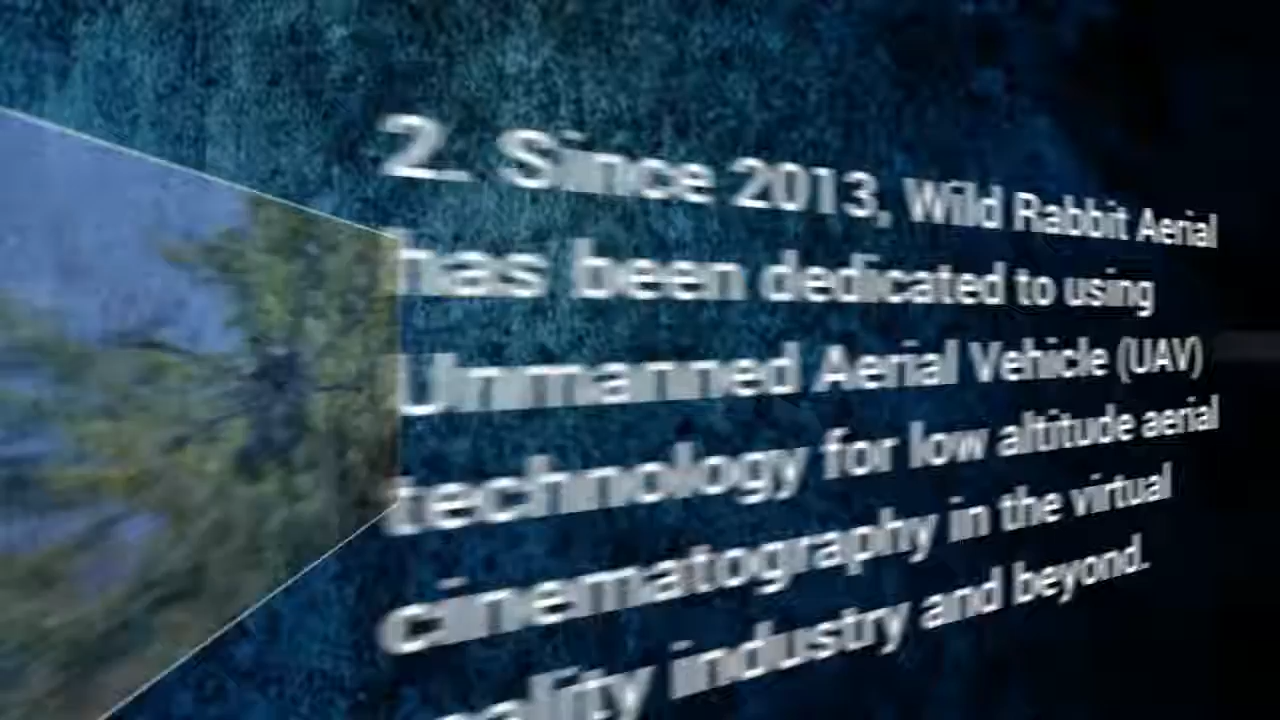 2. Since 2013, Wild Rabbit Aerial
has been dedicated to using
Unmanned Aerial Vehicle (UAV)
technology for low altitude aerial
cinematography in the virtual
reality industry and beyond.